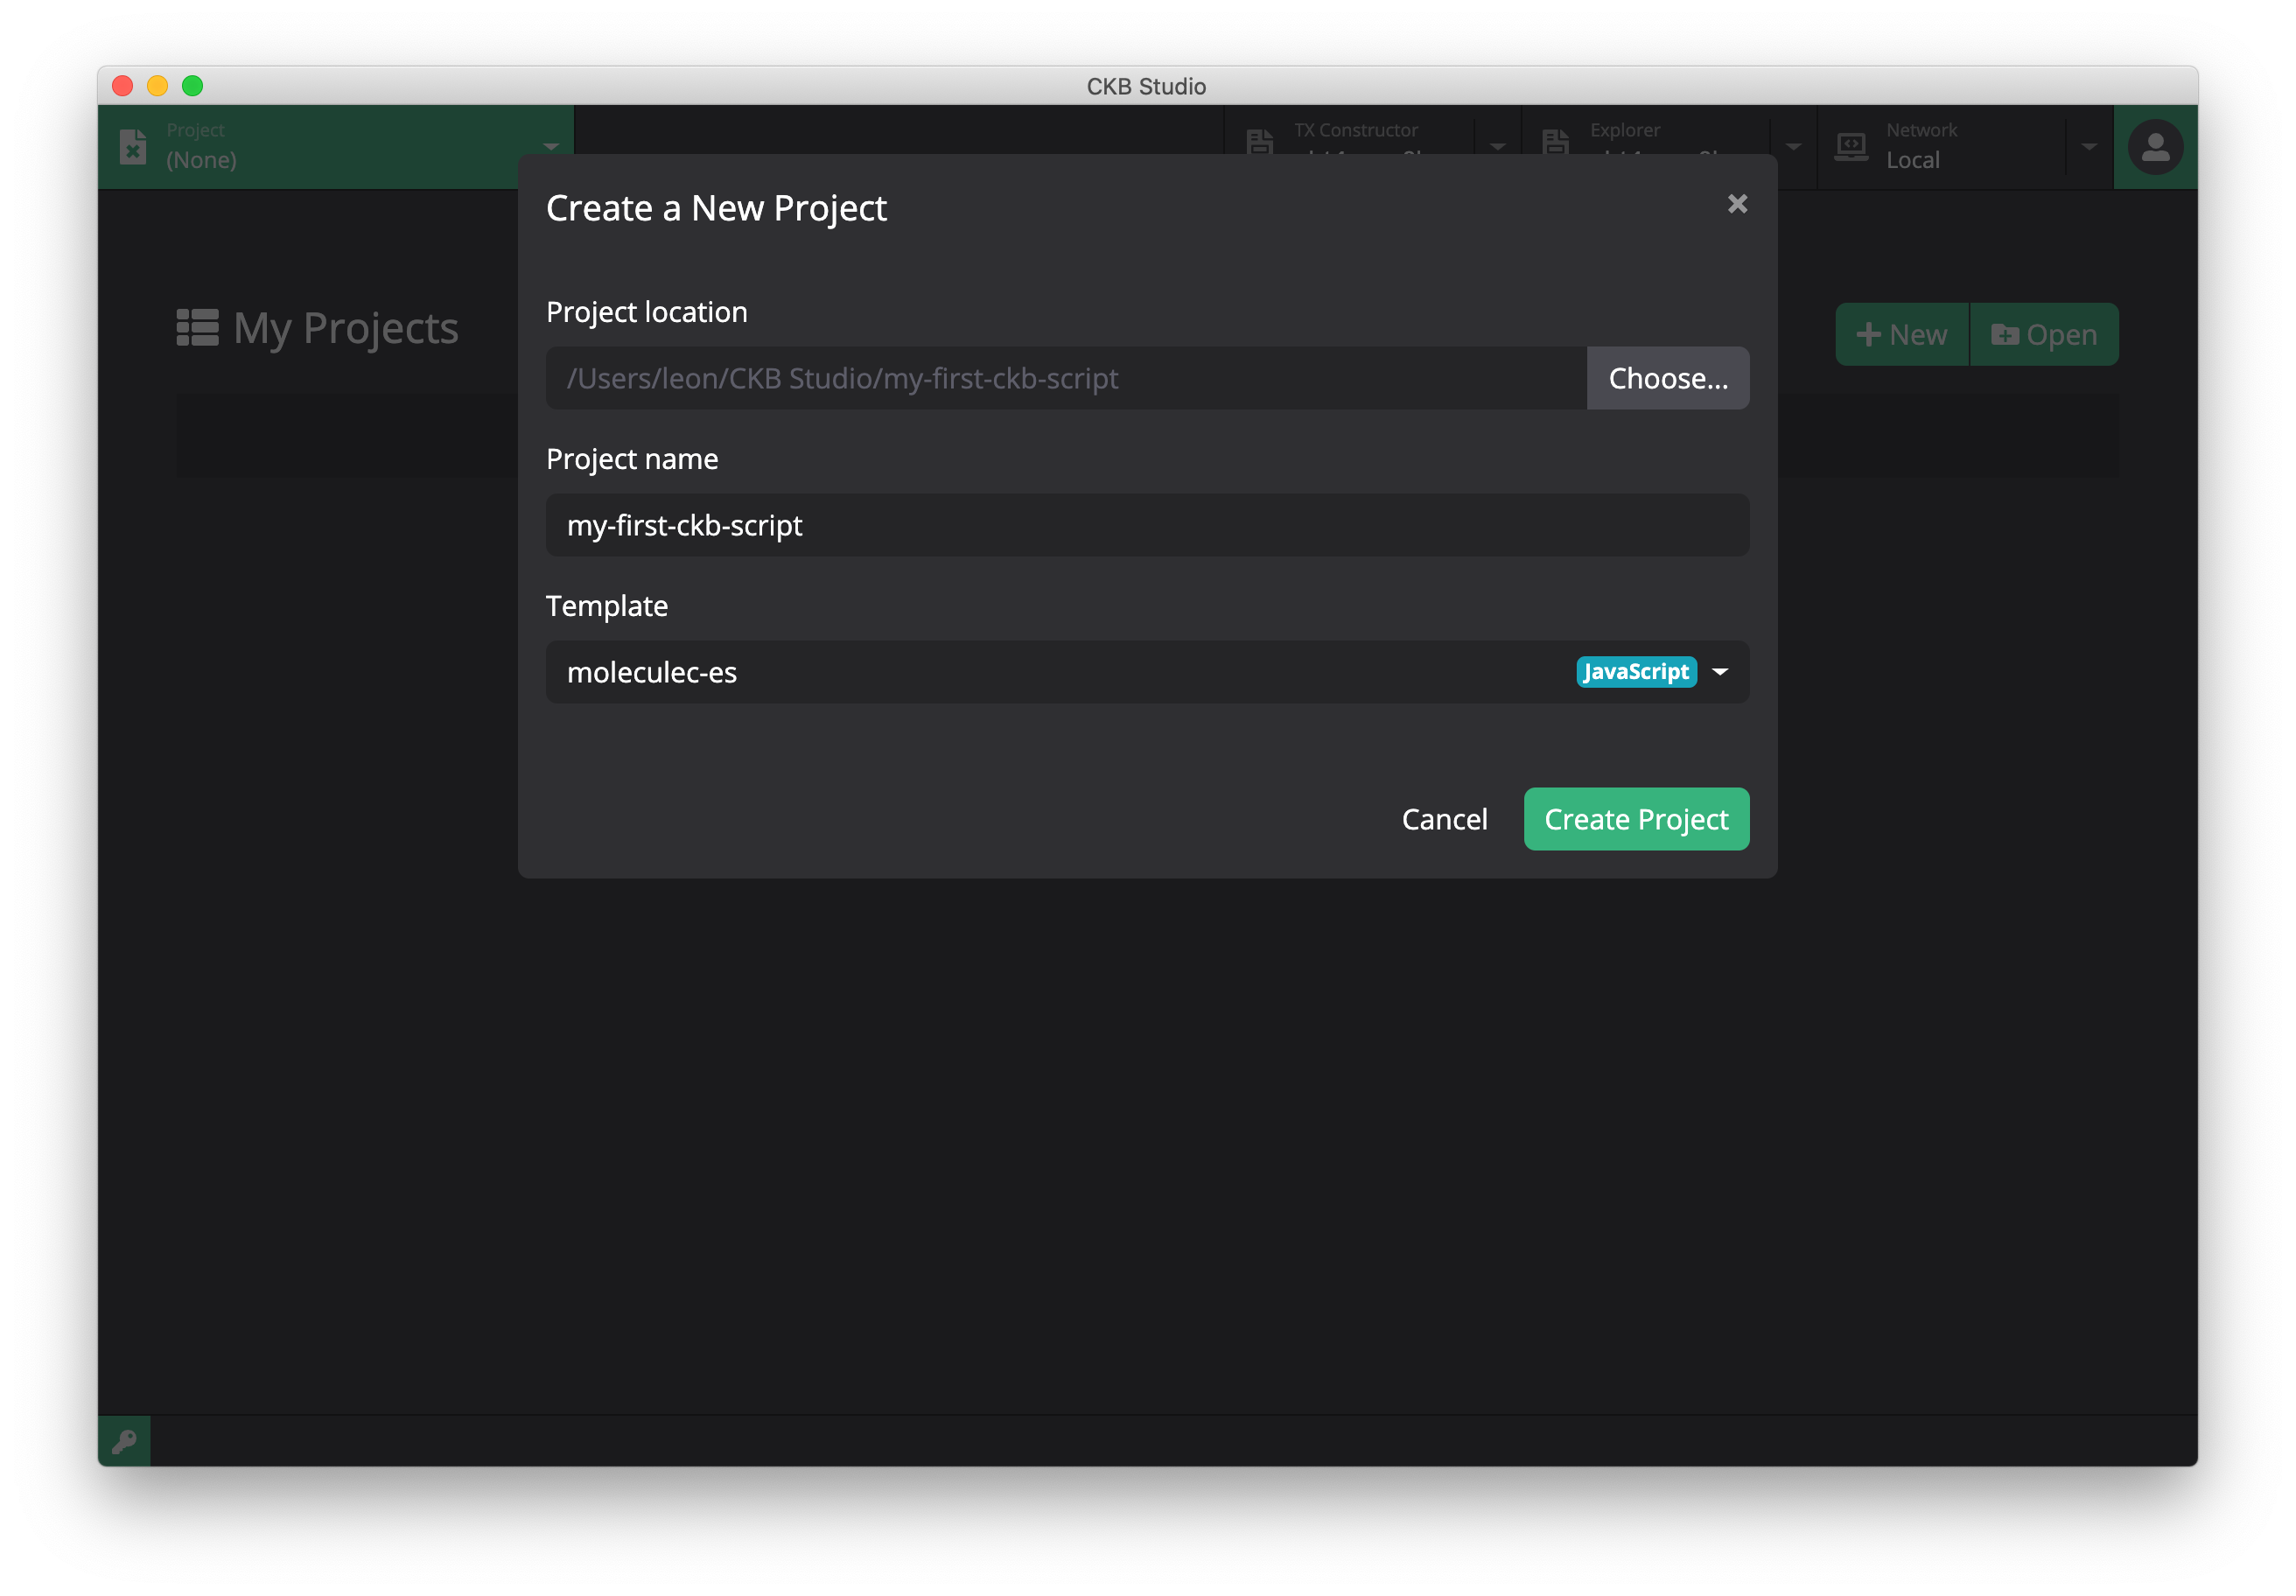 CKB Studio
Project
(None)
TX Constructor
Explorer
Network
Local
Create a New Project
My Projects
New
Open
Project location
/Users/leon/CKB Studio/my-first-ckb-script
Choose...
Project name
my-first-ckb-script
Template
moleculec-es
JavaScript
Cancel
Create Project